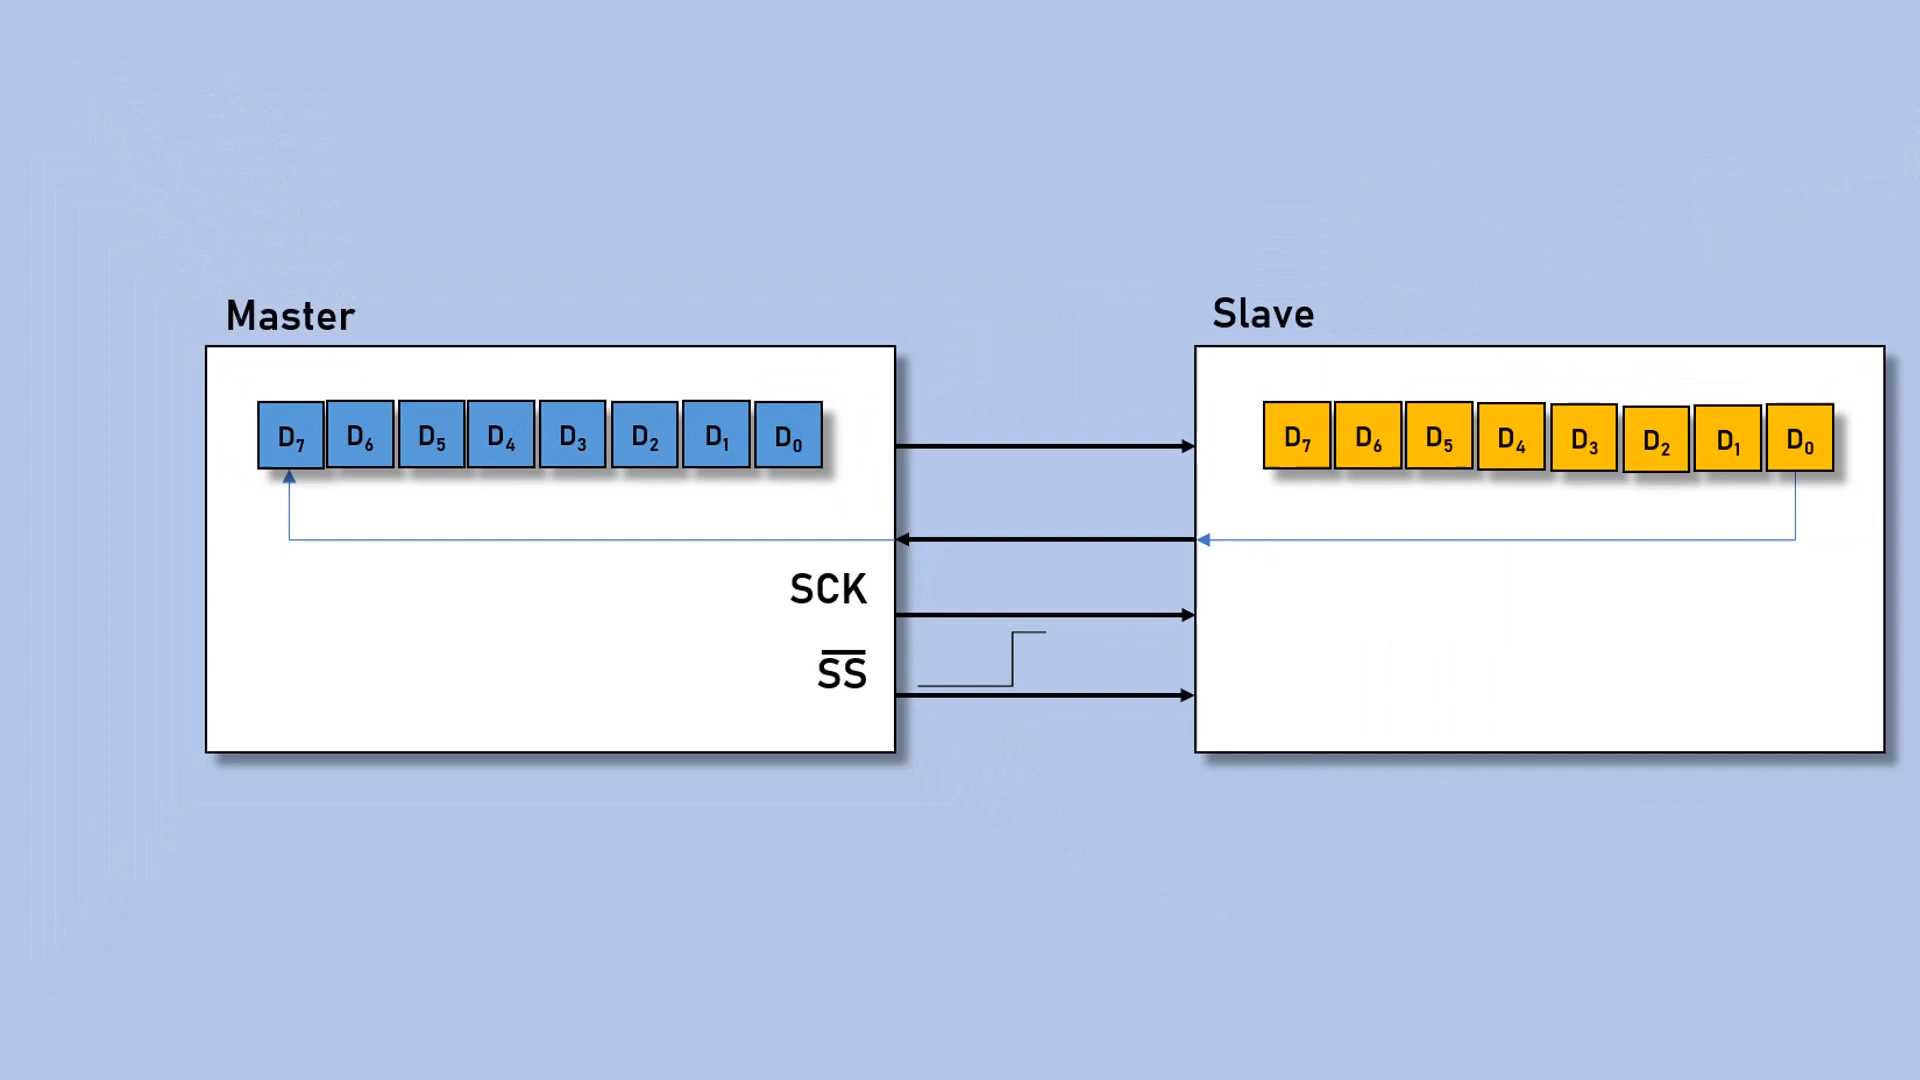 Master
Slave
D₇ D₆ D₅ D₄ D₃ D₂ D₁ D₀
D₇ D₆ D₅ D₄ D₃ D₂ D₁ D₀
SCK
S̅S̅